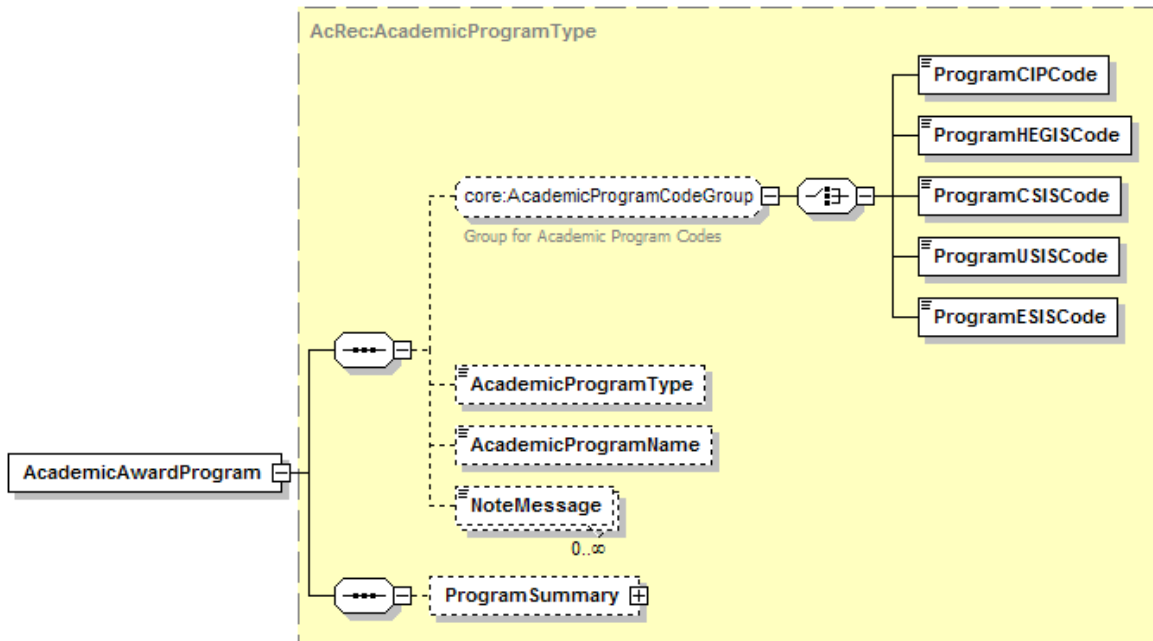 AcRec:AcademicProgramType
ProgramCIPCode
ProgramHEGISCode
core:AcademicProgramCodeGroup
ProgramCSISCode
Group for Academic Program Codes
ProgramUSISCode
ProgramESISCode
AcademicProgramType
AcademicProgramName
AcademicAwardProgram
NoteMessage
0..∞
ProgramSummary